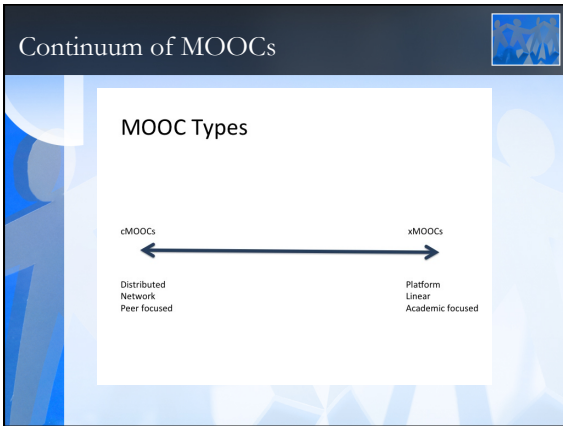 Continuum of MOOCs
MOOC Types
cMOOCs
xMOOCs
Distributed
Network
Peer focused
Platform
Linear
Academic focused